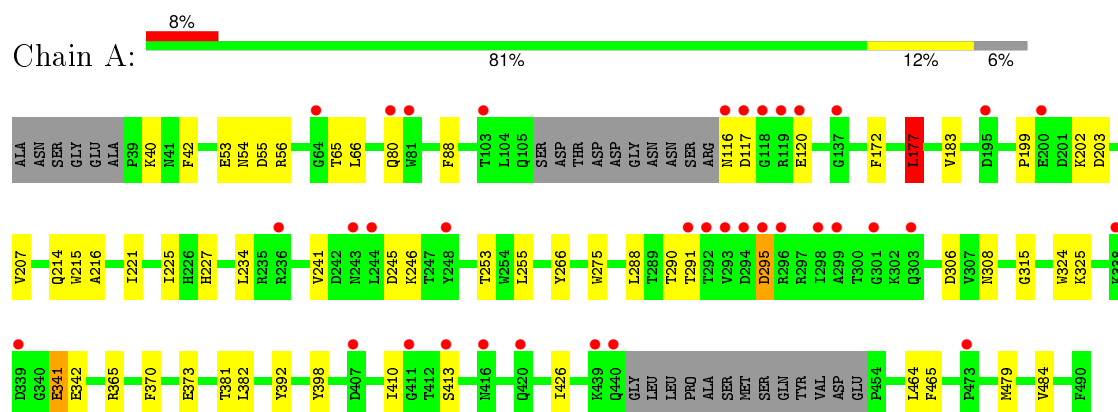 8%
Chain A:
81% 12% 6%
ALA ASN SER GLY GLU ALA P39 K40 N41 F42 E53 N54 D55 R56 G64 T65 L66 Q80 W81 F88 T103 L104 Q105 SER ASP THR ASP ASP GLY ASN ASN SER ARG N116 D117 G118 R119 E120 G137 F172 L177 V183 D195 P199 E200 D201 K202 D203
V207 Q214 W215 A216 I221 I225 H226 H227 L234 R235 R236 V241 D242 N243 L244 D245 K246 T247 Y248 T253 W254 L255 Y266 W275 L288 T289 T290 T291 T292 V293 D294 D295 R296 R297 I298 A299 T300 G301 K302 Q303 D306 V307 N308 G315 W324 K325 K338
D339 G340 E341 E342 R365 F370 E373 T381 L382 Y392 Y398 D407 I410 G411 T412 S413 N416 Q420 I426 K439 Q440 GLY LEU LEU PRO ALA SER MET SER GLN TYR VAL ASP GLU P454 L464 F465 P473 M479 V484 F490